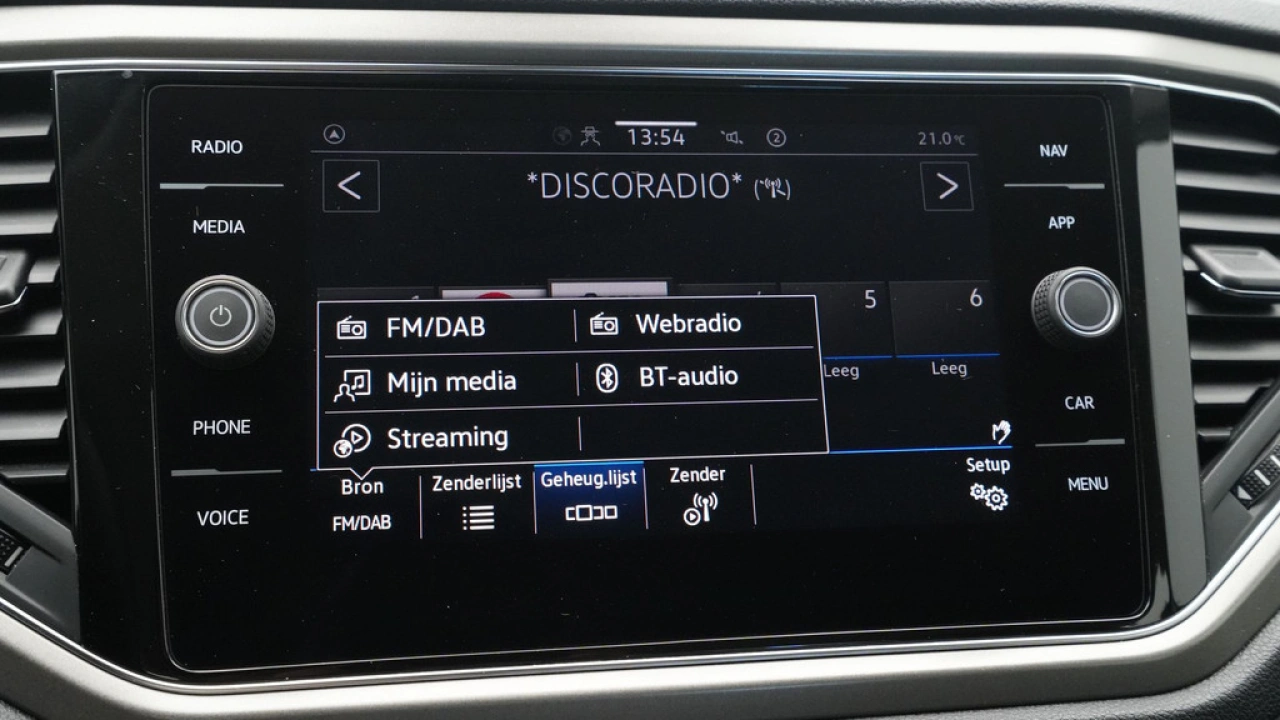 RADIO
MEDIA
PHONE
VOICE
2
13:54
21.0°C
*DISCORADIO*
5
6
Leeg
Leeg
FM/DAB
Webradio
Mijn media
BT-audio
Streaming
Bron
FM/DAB
Zenderlijst
Geheug.lijst
Zender
Setup
NAV
APP
CAR
MENU